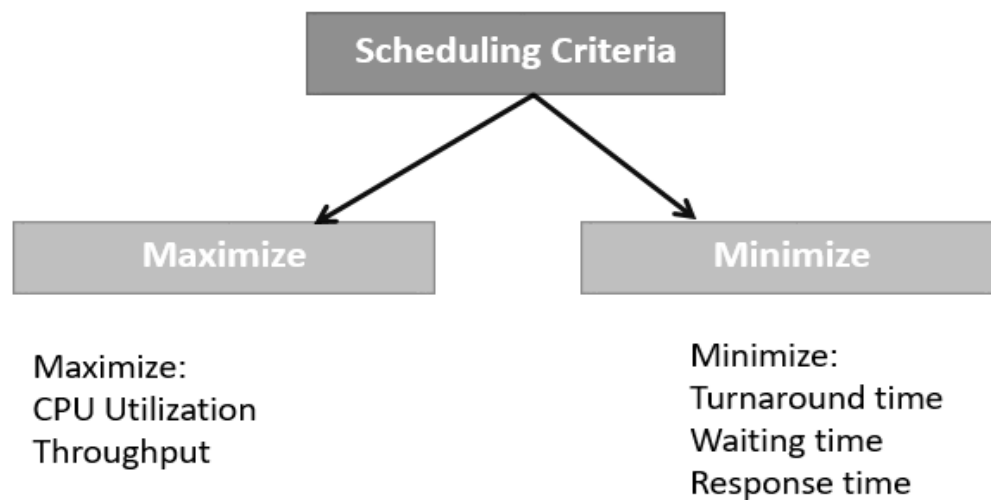 Scheduling Criteria
Maximize
Minimize
Maximize:
CPU Utilization
Throughput
Minimize:
Turnaround time
Waiting time
Response time